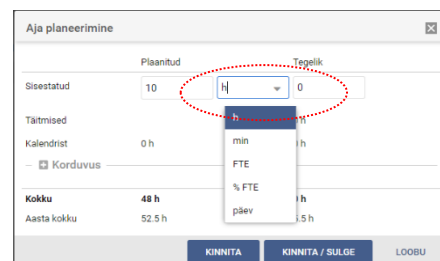 Aja planeerimine
Plaanitud Tegelik
Sisestatud 10 h 0
Täitmised h h
Kalendrist 0 h min h
Korduvus FTE
% FTE
Kokku 48 h h
päev
Aasta kokku 52.5 h .5 h
KINNITA KINNITA / SULGE LOOBU